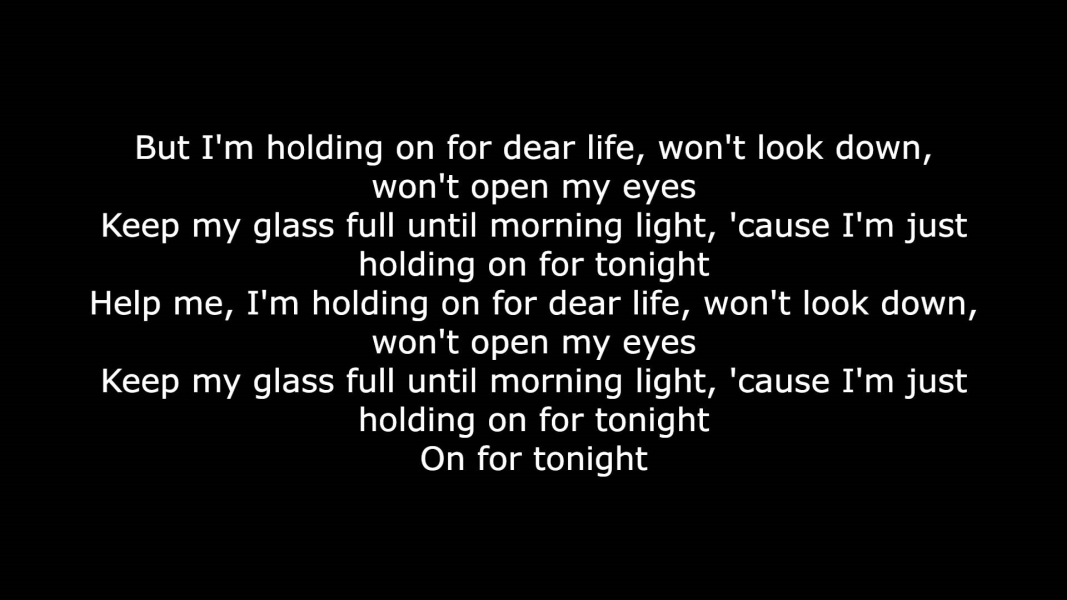 But I'm holding on for dear life, won't look down,
won't open my eyes
Keep my glass full until morning light, 'cause I'm just
holding on for tonight
Help me, I'm holding on for dear life, won't look down,
won't open my eyes
Keep my glass full until morning light, 'cause I'm just
holding on for tonight
On for tonight